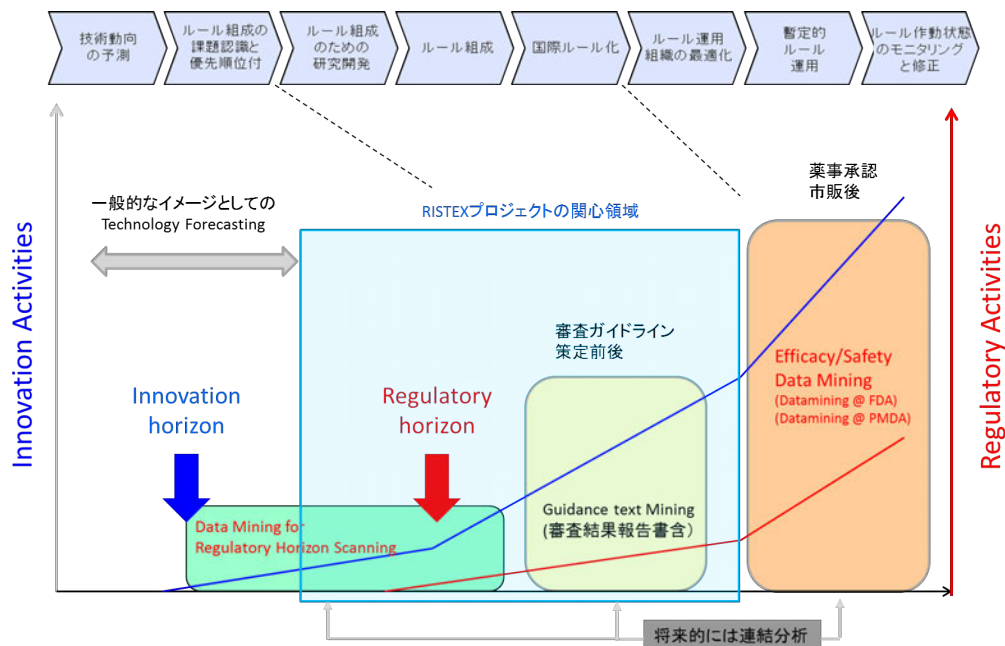 技術動向
の予測
ルール組成の
課題認識と
優先順位付
ルール組成
のための
研究開発
ルール組成
国際ルール化
ルール運用
組織の最適化
暫定的
ルール
運用
ルール作動状態
のモニタリング
と修正
薬事承認
市販後
一般的なイメージとしての
Technology Forecasting
RISTEXプロジェクトの関心領域
Innovation Activities
Regulatory Activities
審査ガイドライン
策定前後
Efficacy/Safety
Data Mining
(Datamining @ FDA)
(Datamining @ PMDA)
Innovation
horizon
Regulatory
horizon
Guidance text Mining
(審査結果報告書含)
Data Mining for
Regulatory Horizon Scanning
将来的には連結分析